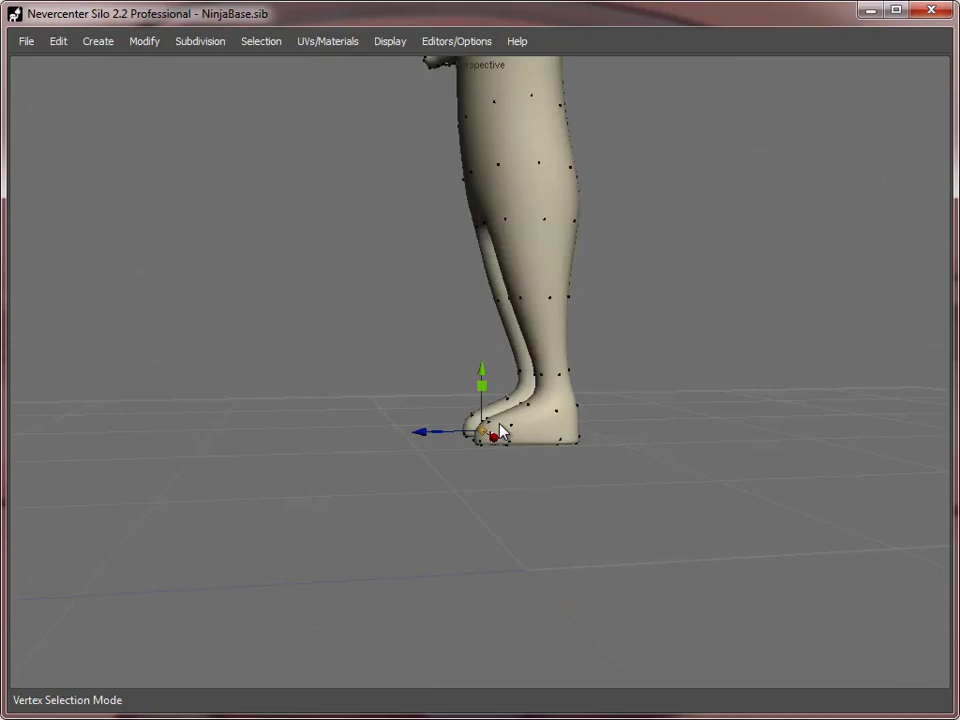 Nevercenter Silo 2.2 Professional - NinjaBase.sib
File Edit Create Modify Subdivision Selection UVs/Materials Display Editors/Options Help
erspective
Vertex Selection Mode